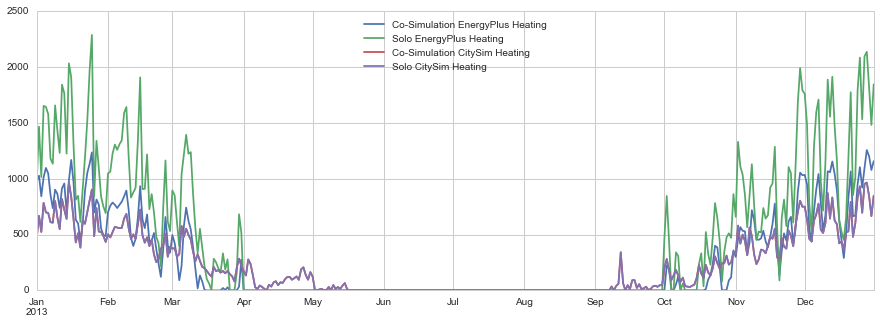 2500
2000
1500
1000
500
0
Co-Simulation EnergyPlus Heating
Solo EnergyPlus Heating
Co-Simulation CitySim Heating
Solo CitySim Heating
Jan Feb Mar Apr May Jun Jul Aug Sep Oct Nov Dec
2013